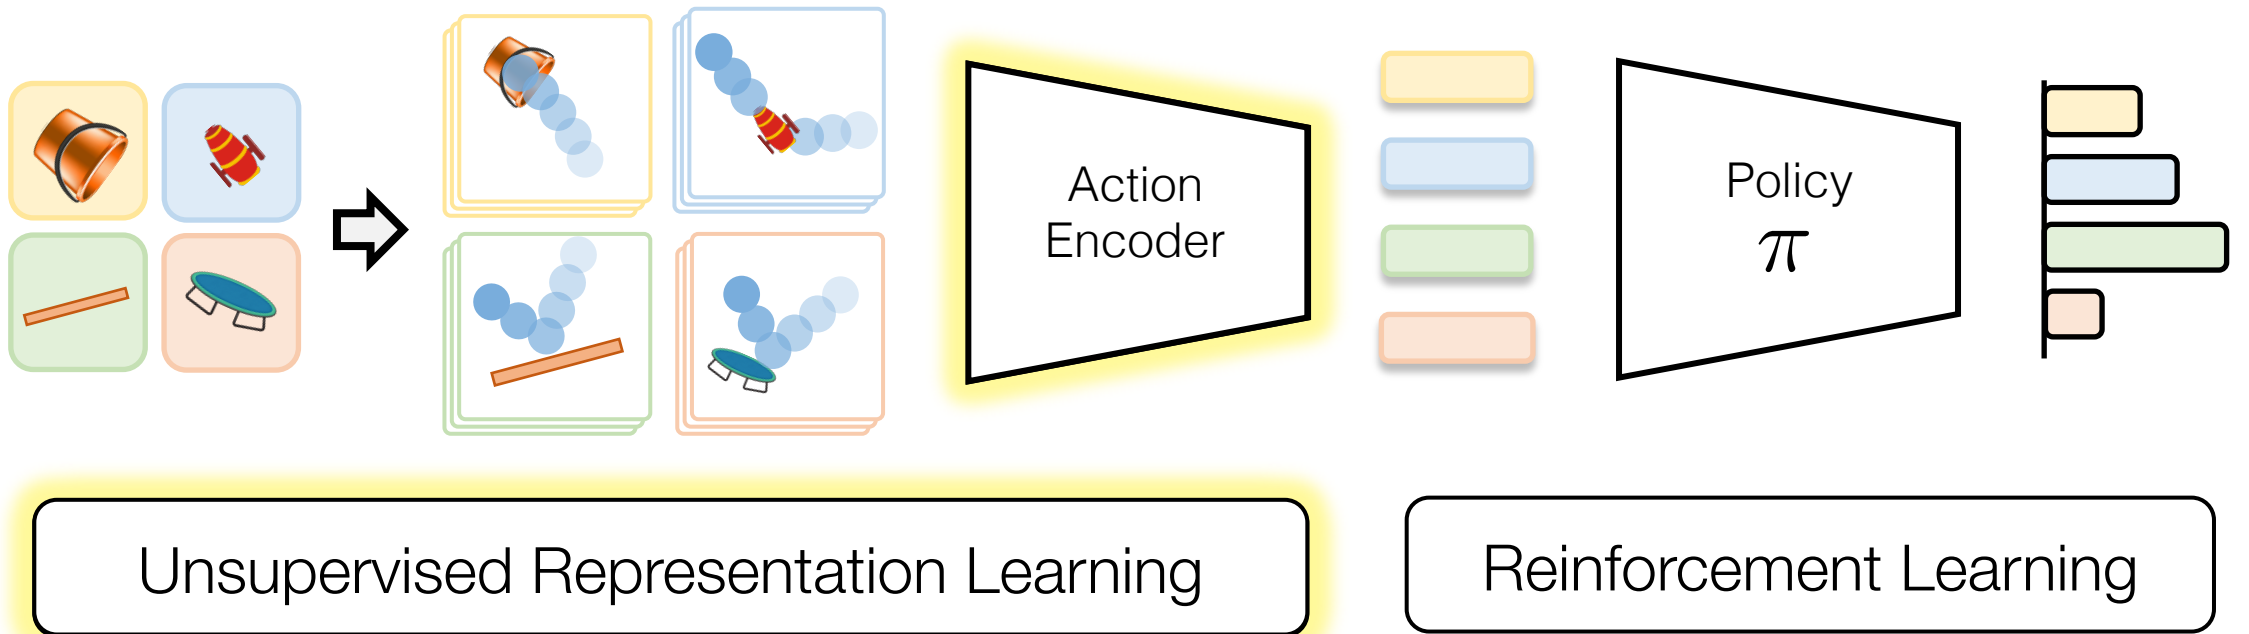 Action
Encoder
Policy
π
Unsupervised Representation Learning
Reinforcement Learning